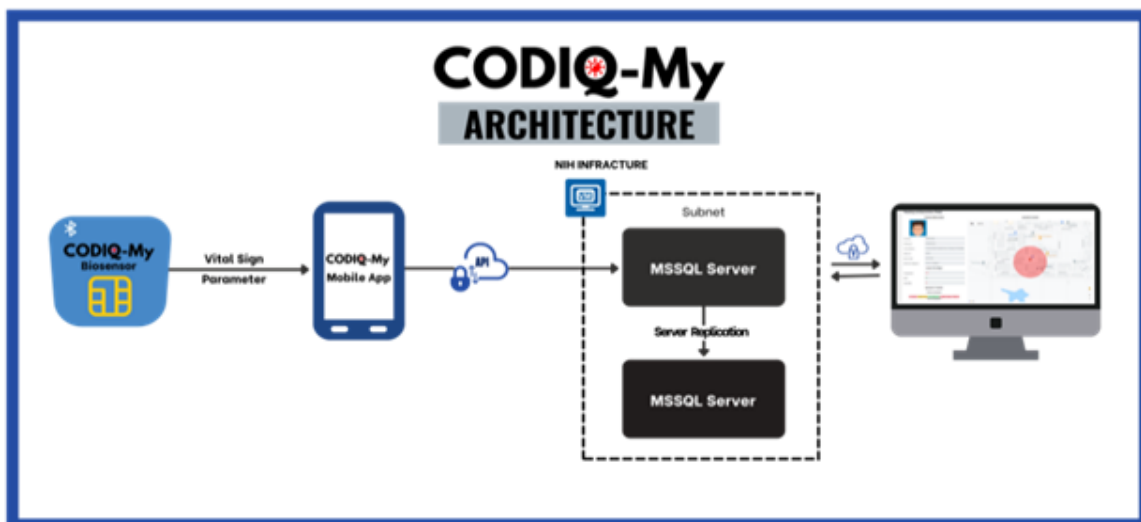 CODIQ-My
ARCHITECTURE
NIH INFRACTURE
Subnet
CODIQ-My
Biosensor
Vital Sign
Parameter
CODIQ-My
Mobile App
API
MSSQL Server
Server Replication
MSSQL Server